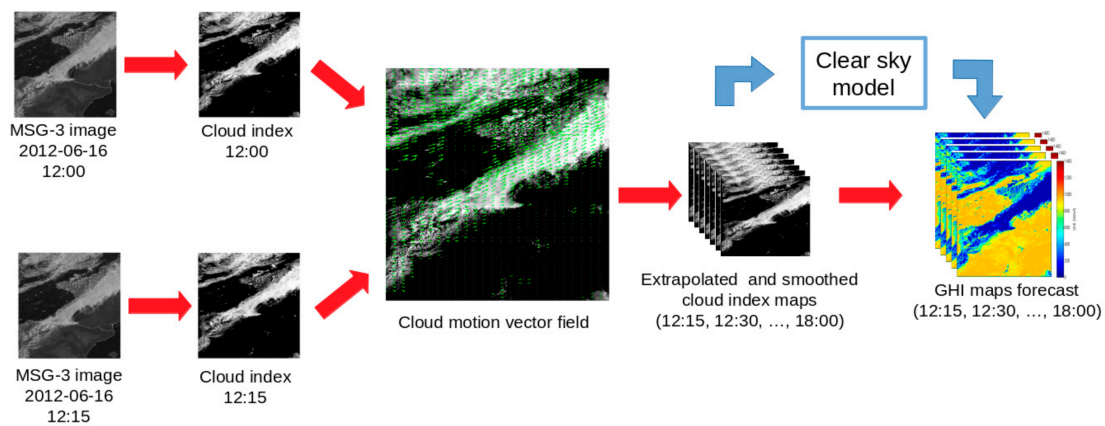 MSG-3 image
2012-06-16
12:00
Cloud index
12:00
Clear sky
model
Cloud motion vector field
Extrapolated and smoothed
cloud index maps
(12:15, 12:30, ..., 18:00)
GHI maps forecast
(12:15, 12:30, ..., 18:00)
MSG-3 image
2012-06-16
12:15
Cloud index
12:15